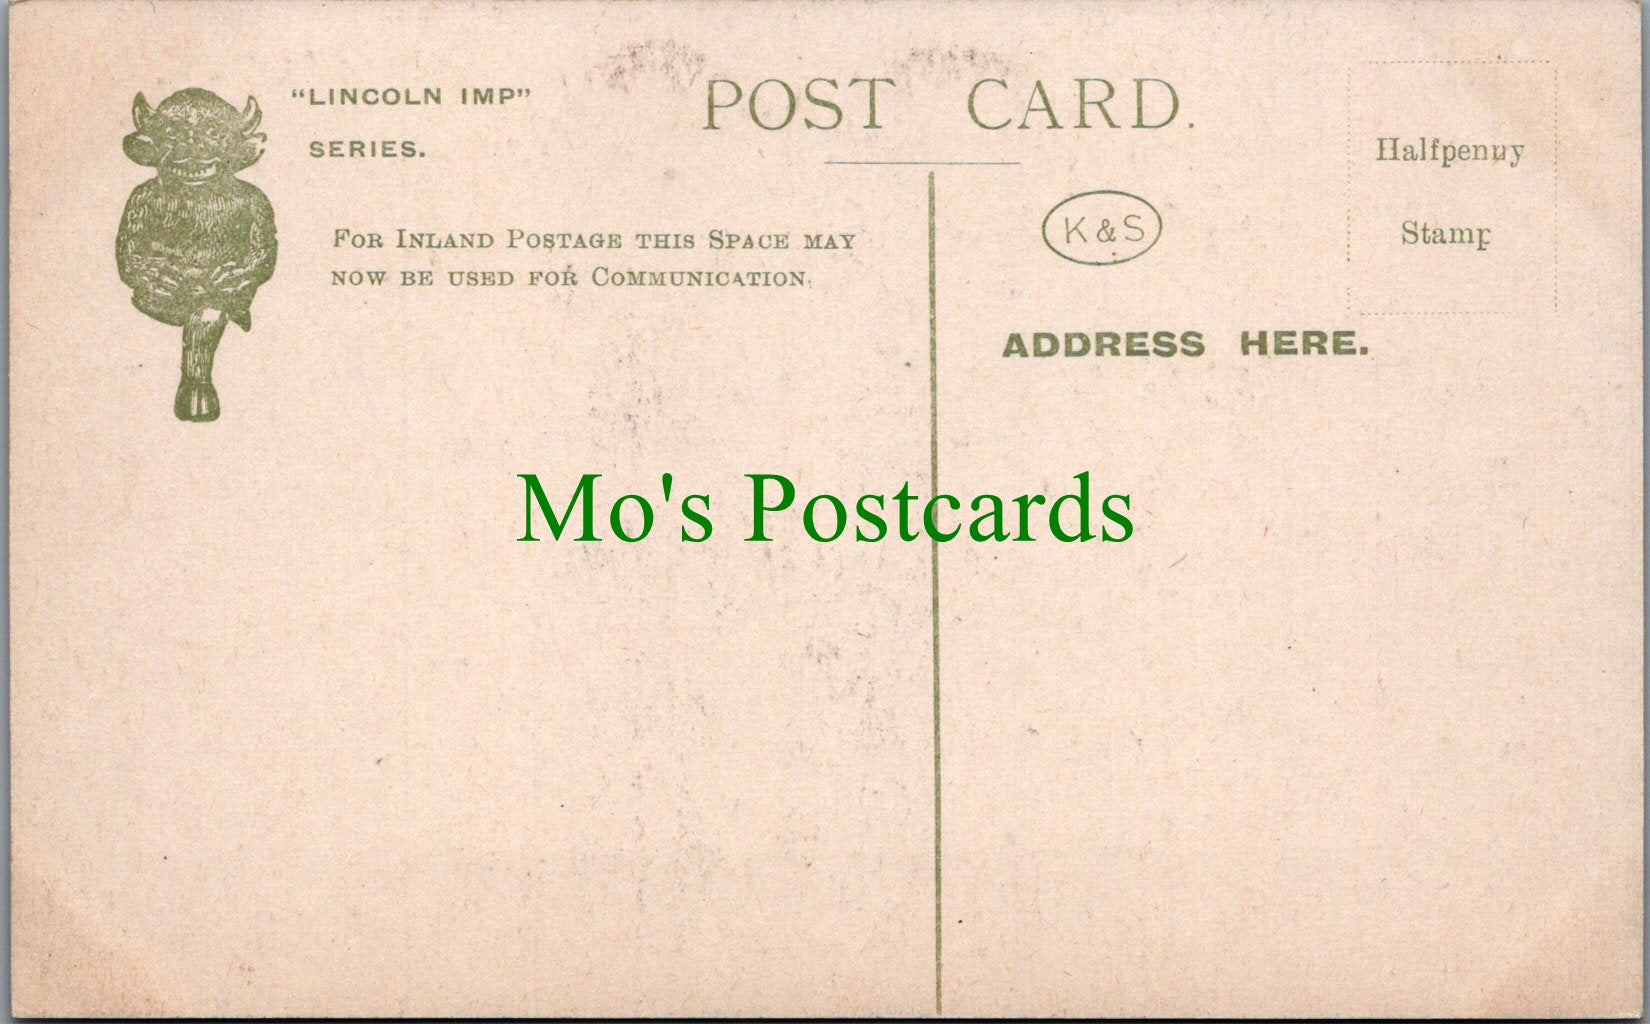 "LINCOLN IMP"
SERIES.
POST CARD.
Halfpenny
Stamp
K & S
FOR INLAND POSTAGE THIS SPACE MAY
NOW BE USED FOR COMMUNICATION.
ADDRESS HERE.
Mo's Postcards